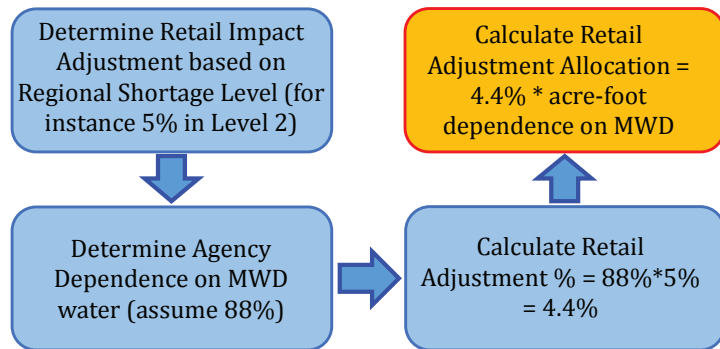 Determine Retail Impact
Adjustment based on
Regional Shortage Level (for
instance 5% in Level 2)
Determine Agency
Dependence on MWD
water (assume 88%)
Calculate Retail
Adjustment % = 88%*5%
= 4.4%
Calculate Retail
Adjustment Allocation =
4.4% * acre-foot
dependence on MWD